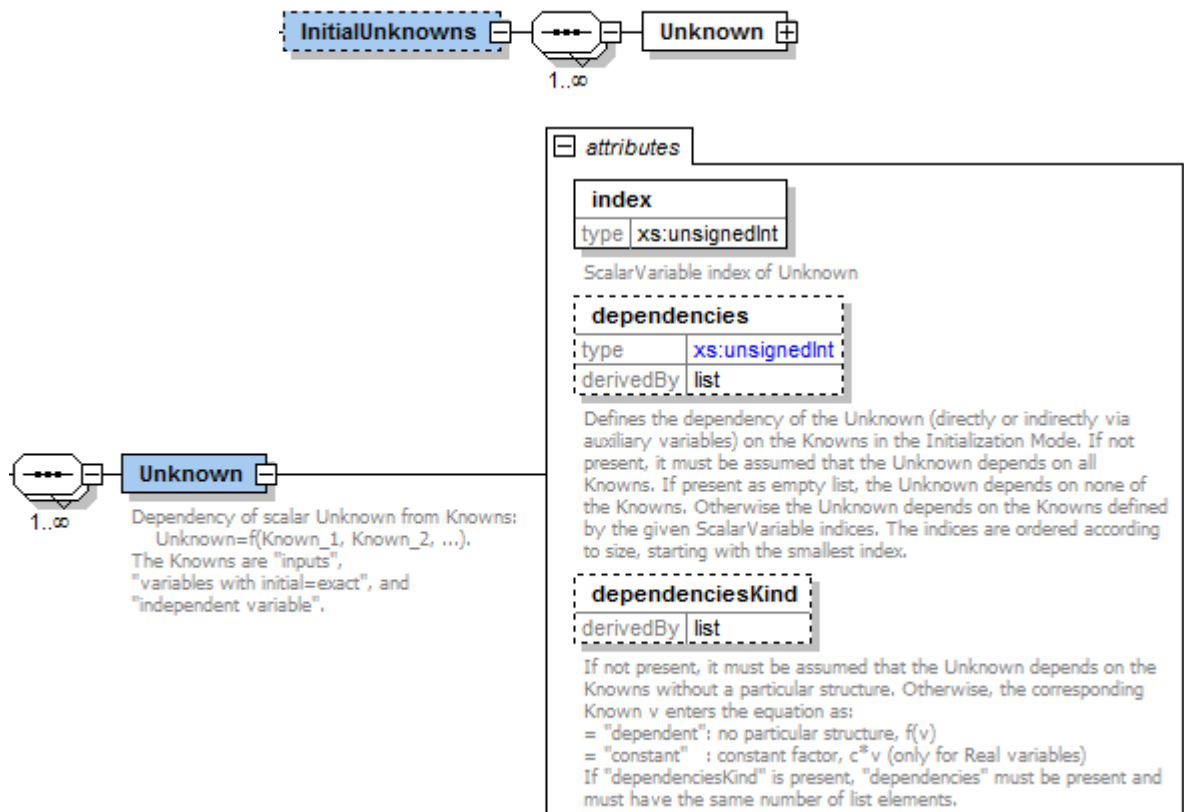 InitialUnknowns
Unknown
1..∞
attributes
index
type xs:unsignedInt
ScalarVariable index of Unknown
dependencies
type xs:unsignedInt
derivedBy list
Defines the dependency of the Unknown (directly or indirectly via
auxiliary variables) on the Knowns in the Initialization Mode. If not
present, it must be assumed that the Unknown depends on all
Knowns. If present as empty list, the Unknown depends on none of
the Knowns. Otherwise the Unknown depends on the Knowns defined
by the given ScalarVariable indices. The indices are ordered according
to size, starting with the smallest index.
Unknown
1..∞
Dependency of scalar Unknown from Knowns:
Unknown=f(Known_1, Known_2, ...).
The Knowns are "inputs",
"variables with initial=exact", and
"independent variable".
dependenciesKind
derivedBy list
If not present, it must be assumed that the Unknown depends on the
Knowns without a particular structure. Otherwise, the corresponding
Known v enters the equation as:
= "dependent": no particular structure, f(v)
= "constant" : constant factor, c*v (only for Real variables)
If "dependenciesKind" is present, "dependencies" must be present and
must have the same number of list elements.